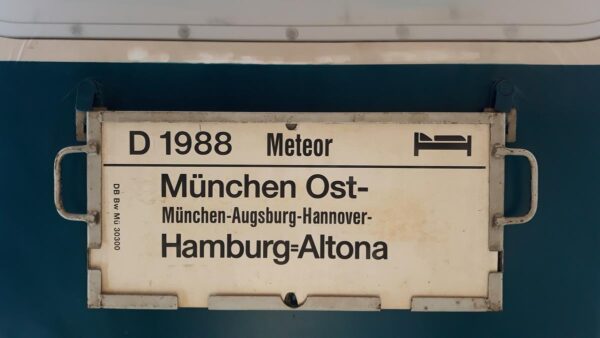 D 1988 Meteor
München Ost-
München-Augsburg-Hannover-
Hamburg=Altona
DB Bw Mü 30300